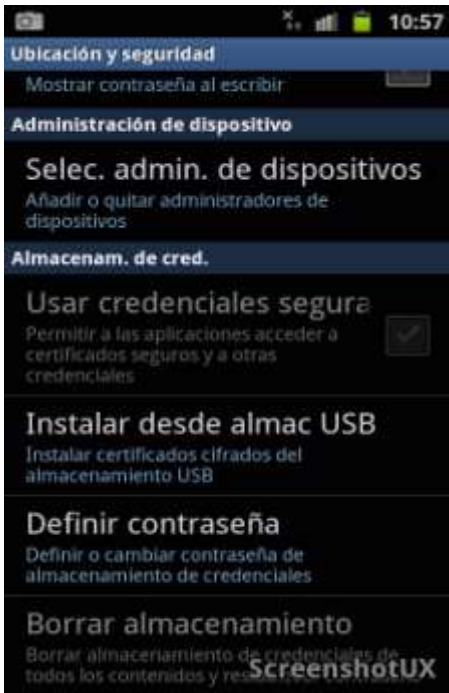 10:57
Ubicación y seguridad
Mostrar contraseña al escribir
Administración de dispositivo
Selec. admin. de dispositivos
Añadir o quitar administradores de
dispositivos
Almacenam. de cred.
Usar credenciales segura
Permitir a las aplicaciones acceder a
certificados seguros y a otras
credenciales
Instalar desde almac USB
Instalar certificados cifrados del
almacenamiento USB
Definir contraseña
Definir o cambiar contraseña de
almacenamiento de credenciales
Borrar almacenamiento
Borrar almacenamiento de credenciales de
todos los contenidos y
ScreenshotUX